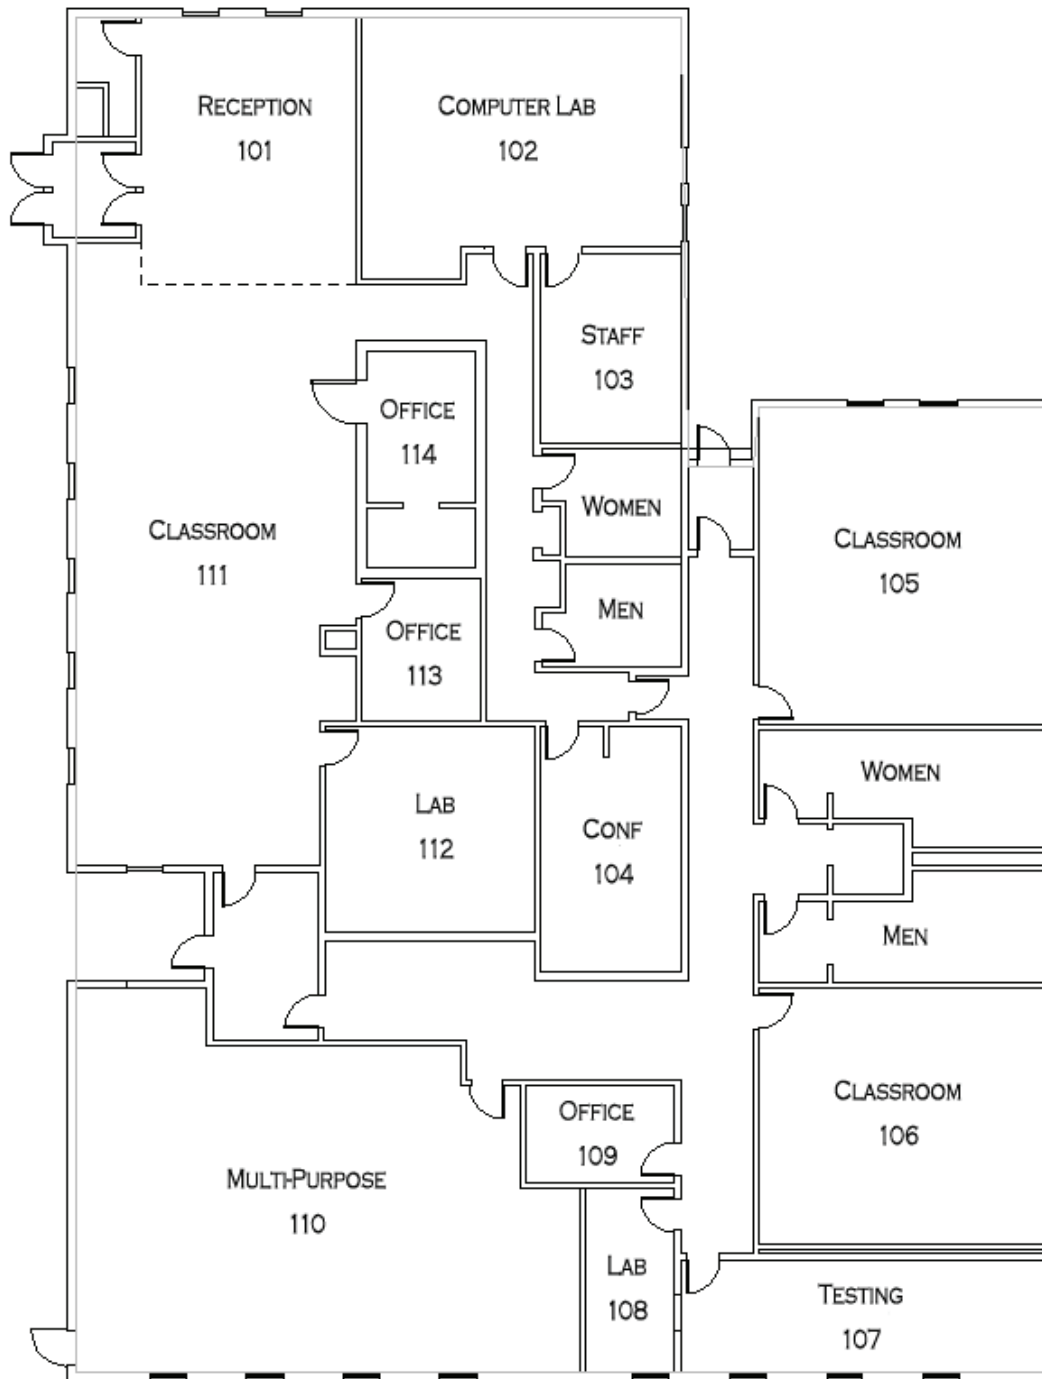 RECEPTION
101
COMPUTER LAB
102
STAFF
103
OFFICE
114
WOMEN
CLASSROOM
111
CLASSROOM
105
MEN
OFFICE
113
WOMEN
LAB
112
CONF
104
MEN
CLASSROOM
106
OFFICE
109
MULTI-PURPOSE
110
LAB
108
TESTING
107